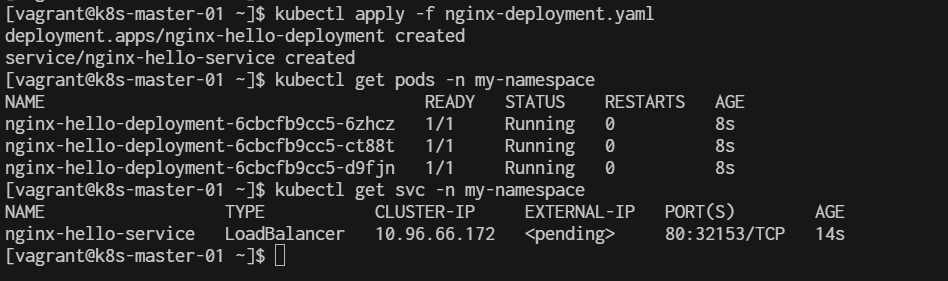 [vagrant@k8s-master-01 ~]$ kubectl apply -f nginx-deployment.yaml
deployment.apps/nginx-hello-deployment created
service/nginx-hello-service created
[vagrant@k8s-master-01 ~]$ kubectl get pods -n my-namespace
NAME                                      READY   STATUS    RESTARTS   AGE
nginx-hello-deployment-6cbcfb9cc5-6zhcz   1/1     Running   0          8s
nginx-hello-deployment-6cbcfb9cc5-ct88t   1/1     Running   0          8s
nginx-hello-deployment-6cbcfb9cc5-d9fjn   1/1     Running   0          8s
[vagrant@k8s-master-01 ~]$ kubectl get svc -n my-namespace
NAME                  TYPE           CLUSTER-IP     EXTERNAL-IP   PORT(S)        AGE
nginx-hello-service   LoadBalancer   10.96.66.172   <pending>     80:32153/TCP   14s
[vagrant@k8s-master-01 ~]$